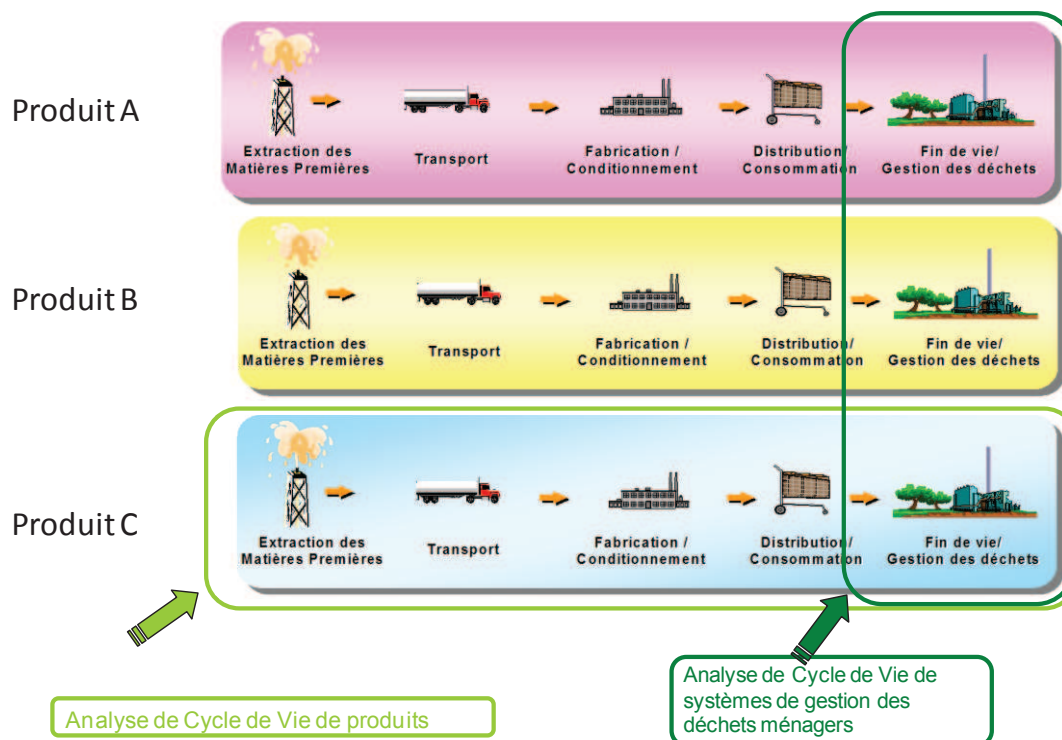 Produit A
Extraction des
Matières Premières
Transport
Fabrication /
Conditionnement
Distribution/
Consommation
Fin de vie/
Gestion des déchets
Produit B
Extraction des
Matières Premières
Transport
Fabrication /
Conditionnement
Distribution/
Consommation
Fin de vie/
Gestion des déchets
Produit C
Extraction des
Matières Premières
Transport
Fabrication /
Conditionnement
Distribution/
Consommation
Fin de vie/
Gestion des déchets
Analyse de Cycle de Vie de produits
Analyse de Cycle de Vie de
systèmes de gestion des
déchets ménagers